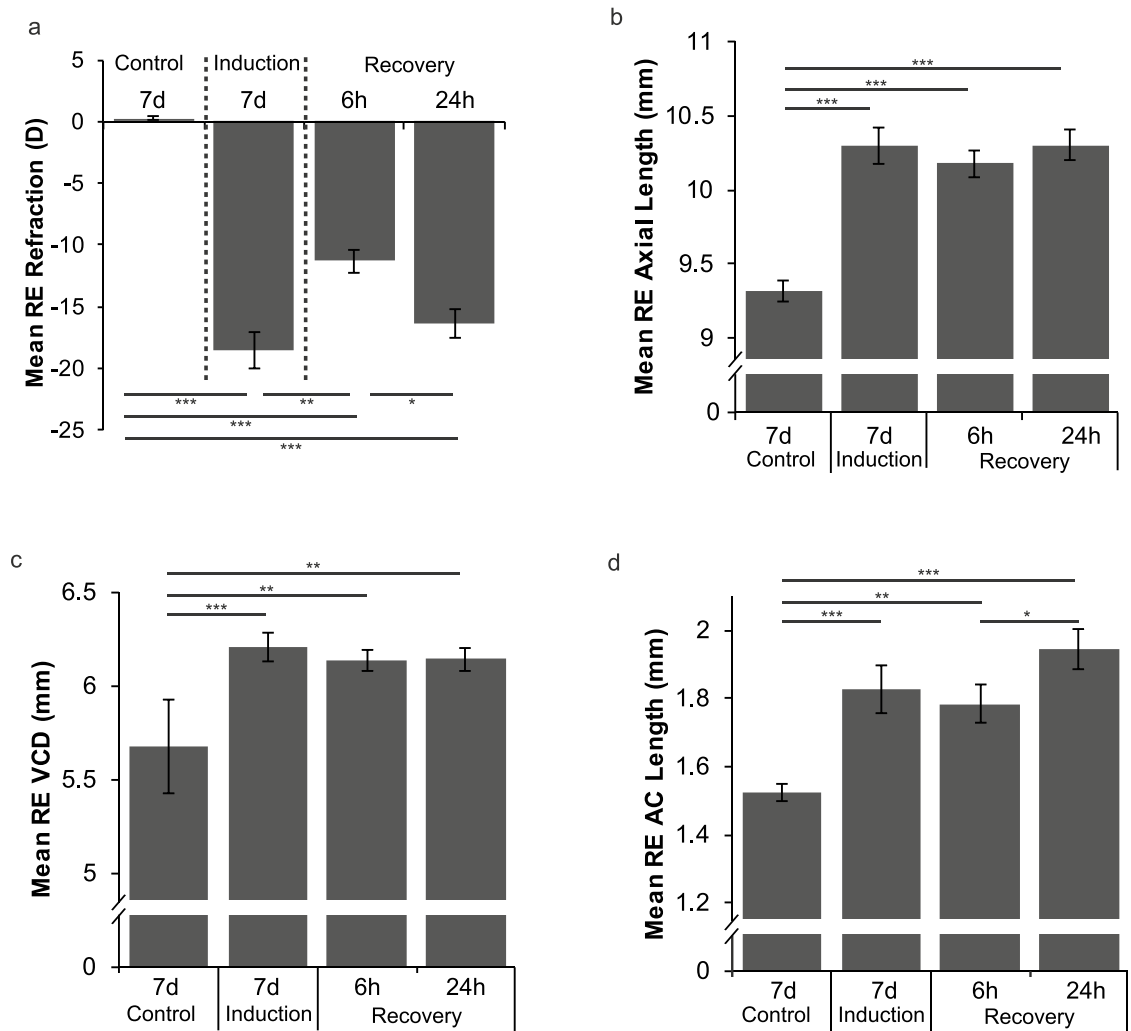 a
Mean RE Refraction (D)
5
0
-5
-10
-15
-20
-25
Control
Induction
Recovery
7d
7d
6h
24h
***
**
*
***
***
b
Mean RE Axial Length (mm)
11
10.5
10
9.5
9
0
***
***
***
7d
7d
6h
24h
Control
Induction
Recovery
c
Mean RE VCD (mm)
6.5
6
5.5
5
0
**
**
***
7d
7d
6h
24h
Control
Induction
Recovery
d
Mean RE AC Length (mm)
2
1.8
1.6
1.4
1.2
0
***
**
***
*
7d
7d
6h
24h
Control
Induction
Recovery